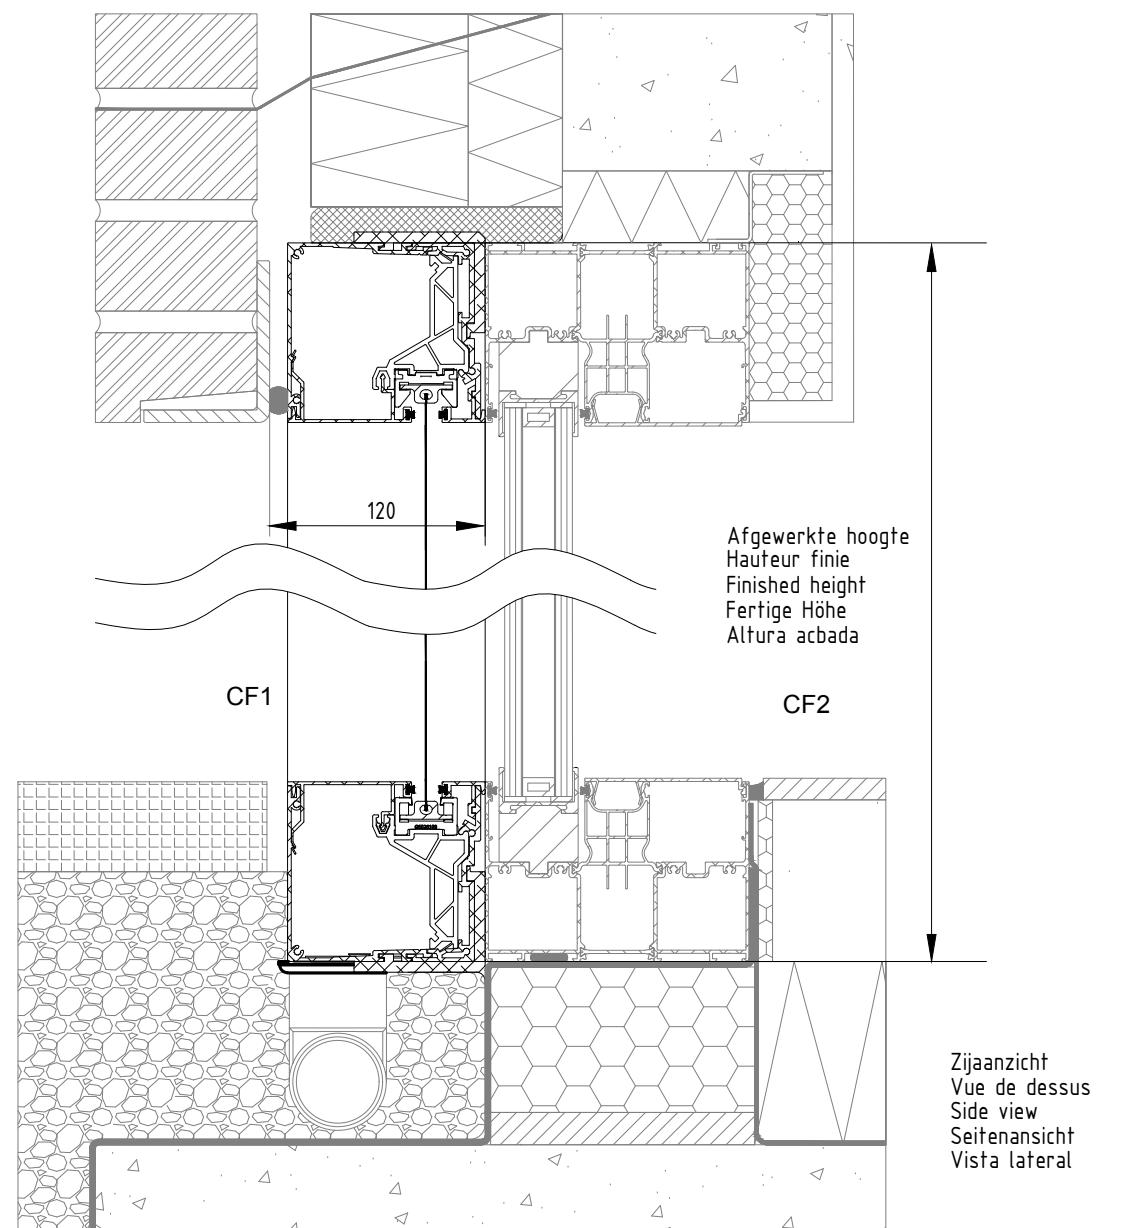 120
Afgewerkte hoogte
Hauteur finie
Finished height
Fertige Höhe
Altura acbada
CF1
CF2
Zijaanzicht
Vue de dessus
Side view
Seitenansicht
Vista lateral